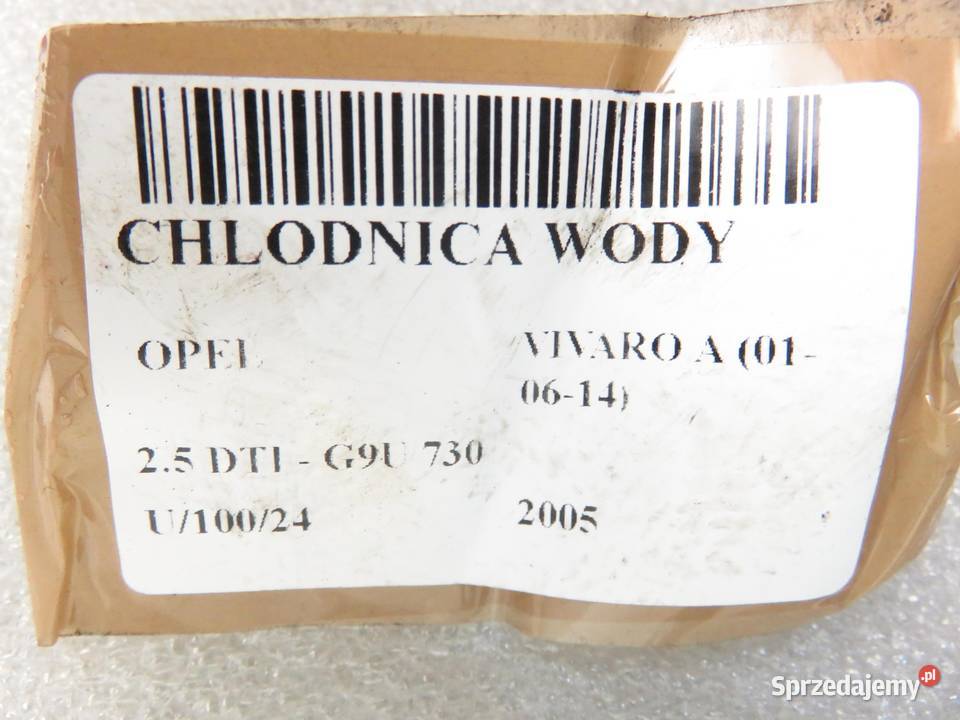 CHLODNICA WODY
OPEL
VIVARO A (01-
06-14)
2.5 DTI - G9U 730
U/100/24
2005
Sprzedajemy.pl